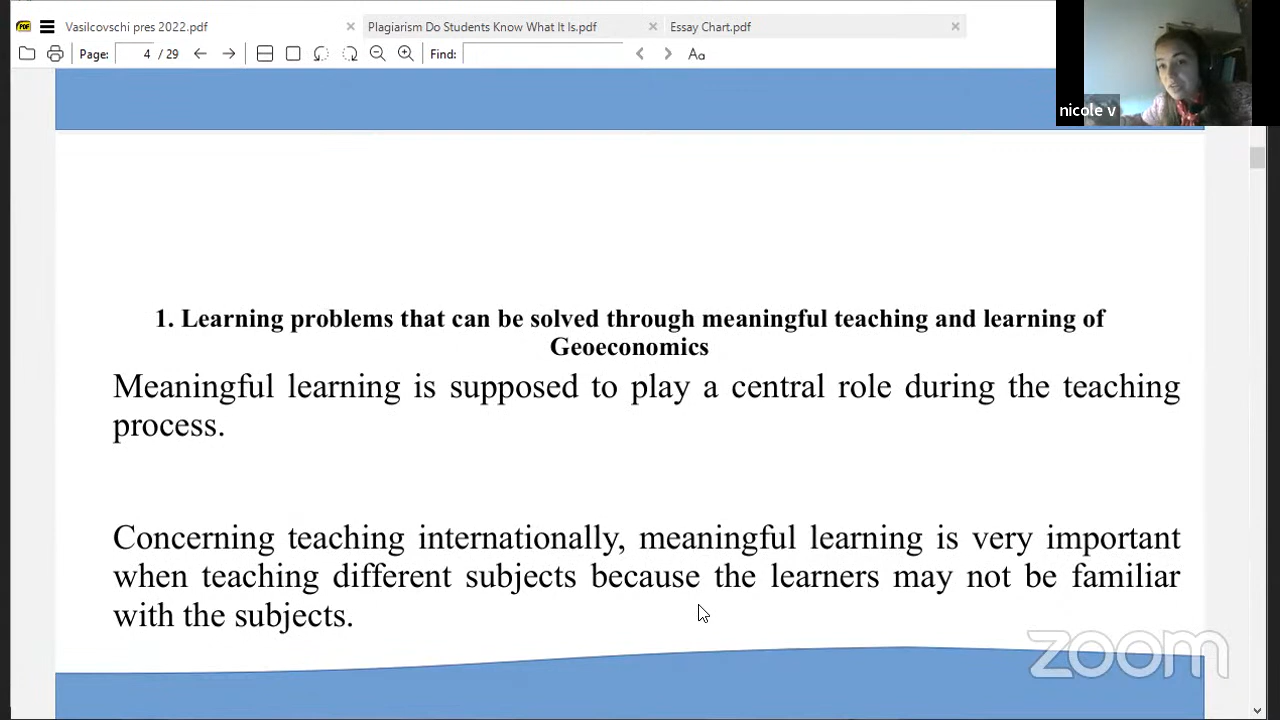 Vasilcovschi pres 2022.pdf
Plagiarism Do Students Know What It Is.pdf
Essay Chart.pdf
Page: 4 / 29
Find:
Aa
nicole v
1. Learning problems that can be solved through meaningful teaching and learning of
Geoeconomics
Meaningful learning is supposed to play a central role during the teaching
process.
Concerning teaching internationally, meaningful learning is very important
when teaching different subjects because the learners may not be familiar
with the subjects.
zoom